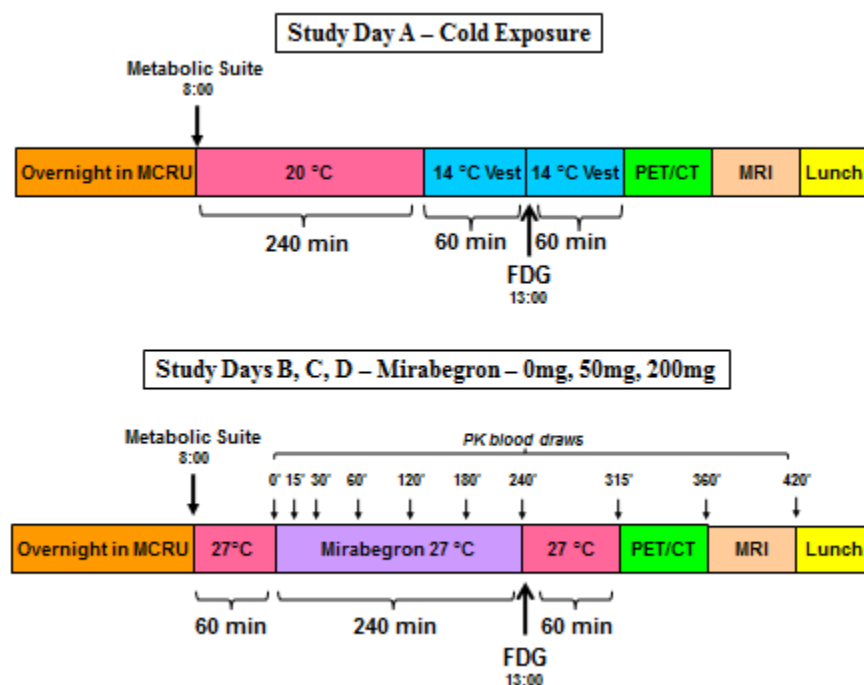 Study Day A – Cold Exposure
Metabolic Suite
8:00
Overnight in MCRU 20 °C 14 °C Vest 14 °C Vest PET/CT MRI Lunch
240 min 60 min 60 min
FDG
13:00
Study Days B, C, D – Mirabegron – 0mg, 50mg, 200mg
Metabolic Suite
8:00
PK blood draws
0' 15' 30' 60' 120' 180' 240' 315' 360' 420'
Overnight in MCRU 27°C Mirabegron 27 °C 27 °C PET/CT MRI Lunch
60 min 240 min 60 min
FDG
13:00